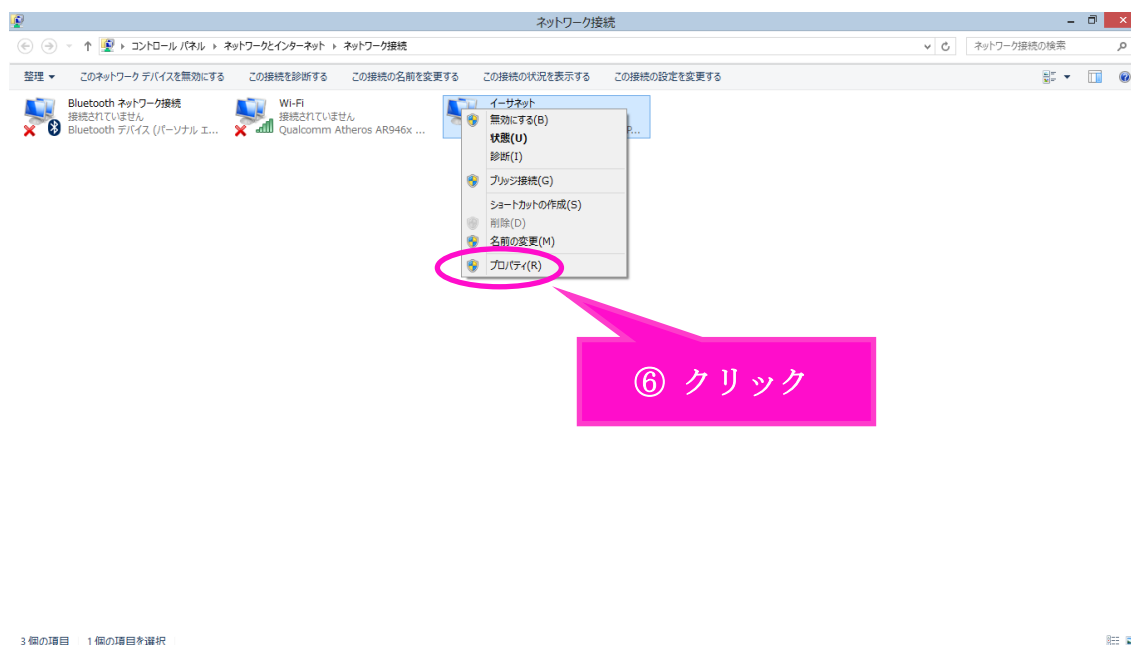 ネットワーク接続
コントロール パネル ネットワークとインターネット ネットワーク接続
ネットワーク接続の検索
整理 このネットワーク デバイスを無効にする この接続を診断する この接続の名前を変更する この接続の状況を表示する この接続の設定を変更する
Bluetooth ネットワーク接続
接続されていません
Bluetooth デバイス (パーソナル エ...
Wi-Fi
接続されていません
Qualcomm Atheros AR946x ...
イーサネット
P...
無効にする(B)
状態(U)
診断(I)
ブリッジ接続(G)
ショートカットの作成(S)
削除(D)
名前の変更(M)
プロパティ(R)
⑥ クリック
3 個の項目 1 個の項目を選択